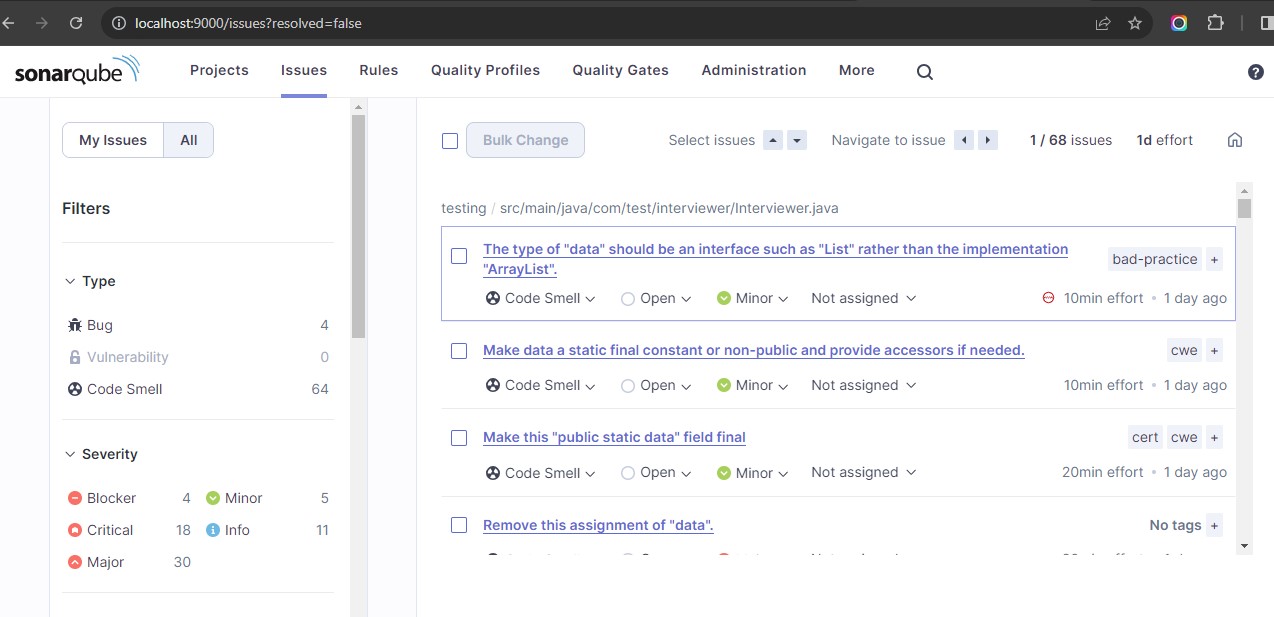 localhost:9000/issues?resolved=false
sonarqube Projects Issues Rules Quality Profiles Quality Gates Administration More ?
My Issues All
Bulk Change Select issues Navigate to issue 1 / 68 issues 1d effort
Filters
Type
Bug 4
Vulnerability 0
Code Smell 64
Severity
Blocker 4 Minor 5
Critical 18 Info 11
Major 30
testing / src/main/java/com/test/interviewer/Interviewer.java
The type of "data" should be an interface such as "List" rather than the implementation
"ArrayList".
bad-practice +
Code Smell Open Minor Not assigned 10min effort • 1 day ago
Make data a static final constant or non-public and provide accessors if needed. cwe +
Code Smell Open Minor Not assigned 10min effort • 1 day ago
Make this "public static data" field final cert cwe +
Code Smell Open Minor Not assigned 20min effort • 1 day ago
Remove this assignment of "data". No tags +